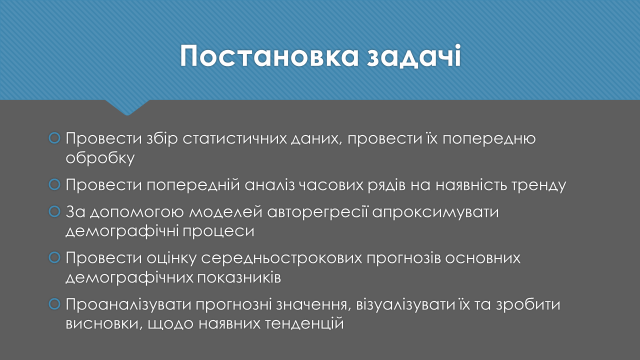 Постановка задачі
Провести збір статистичних даних, провести їх попередню
обробку
Провести попередній аналіз часових рядів на наявність тренду
За допомогою моделей авторегресії апроксимувати
демографічні процеси
Провести оцінку середньострокових прогнозів основних
демографічних показників
Проаналізувати прогнозні значення, візуалізувати їх та зробити
висновки, щодо наявних тенденцій